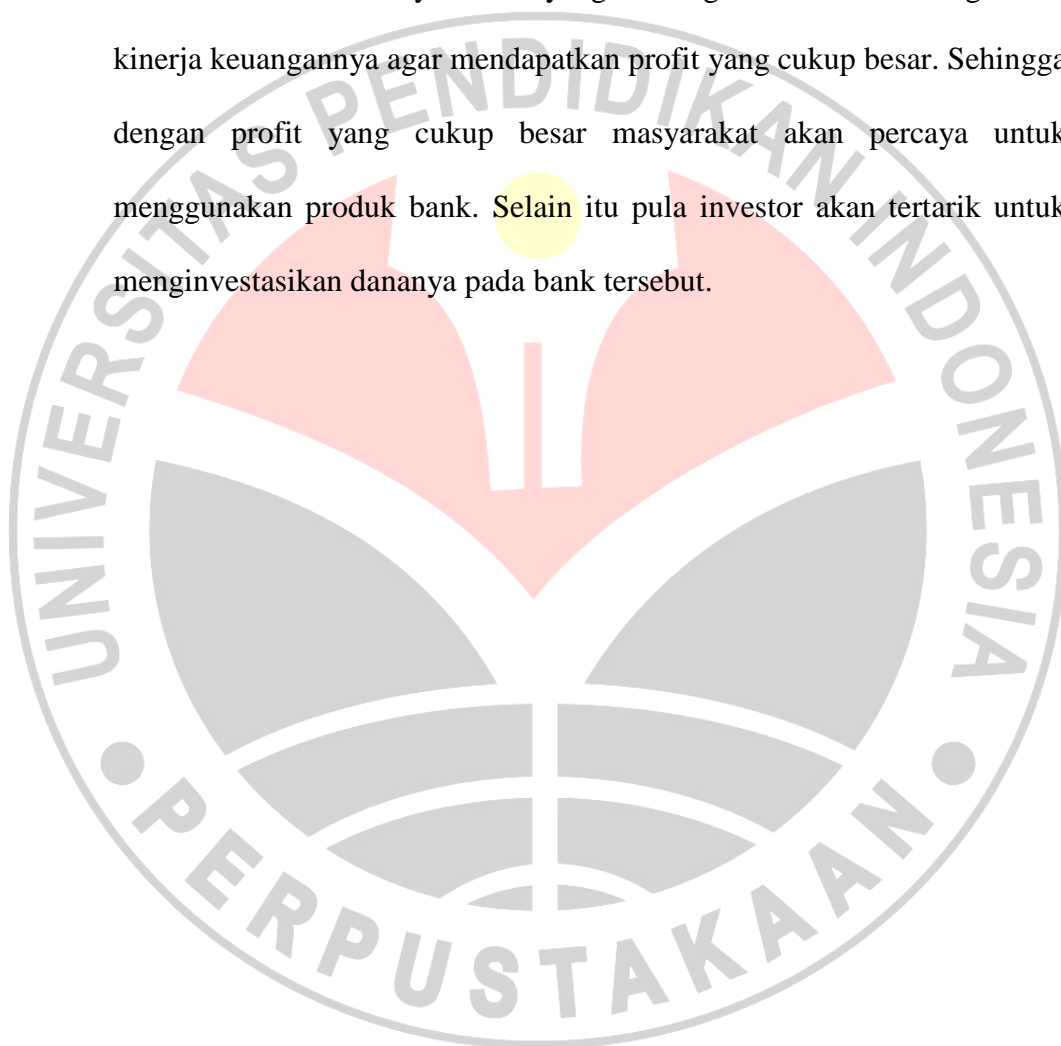 kinerja keuangannya agar mendapatkan profit yang cukup besar. Sehingga
dengan profit yang cukup besar masyarakat akan percaya untuk
menggunakan produk bank. Selain itu pula investor akan tertarik untuk
menginvestasikan dananya pada bank tersebut.
UNIVERSITAS PENDIDIKAN INDONESIA
PERPUSTAKAAN